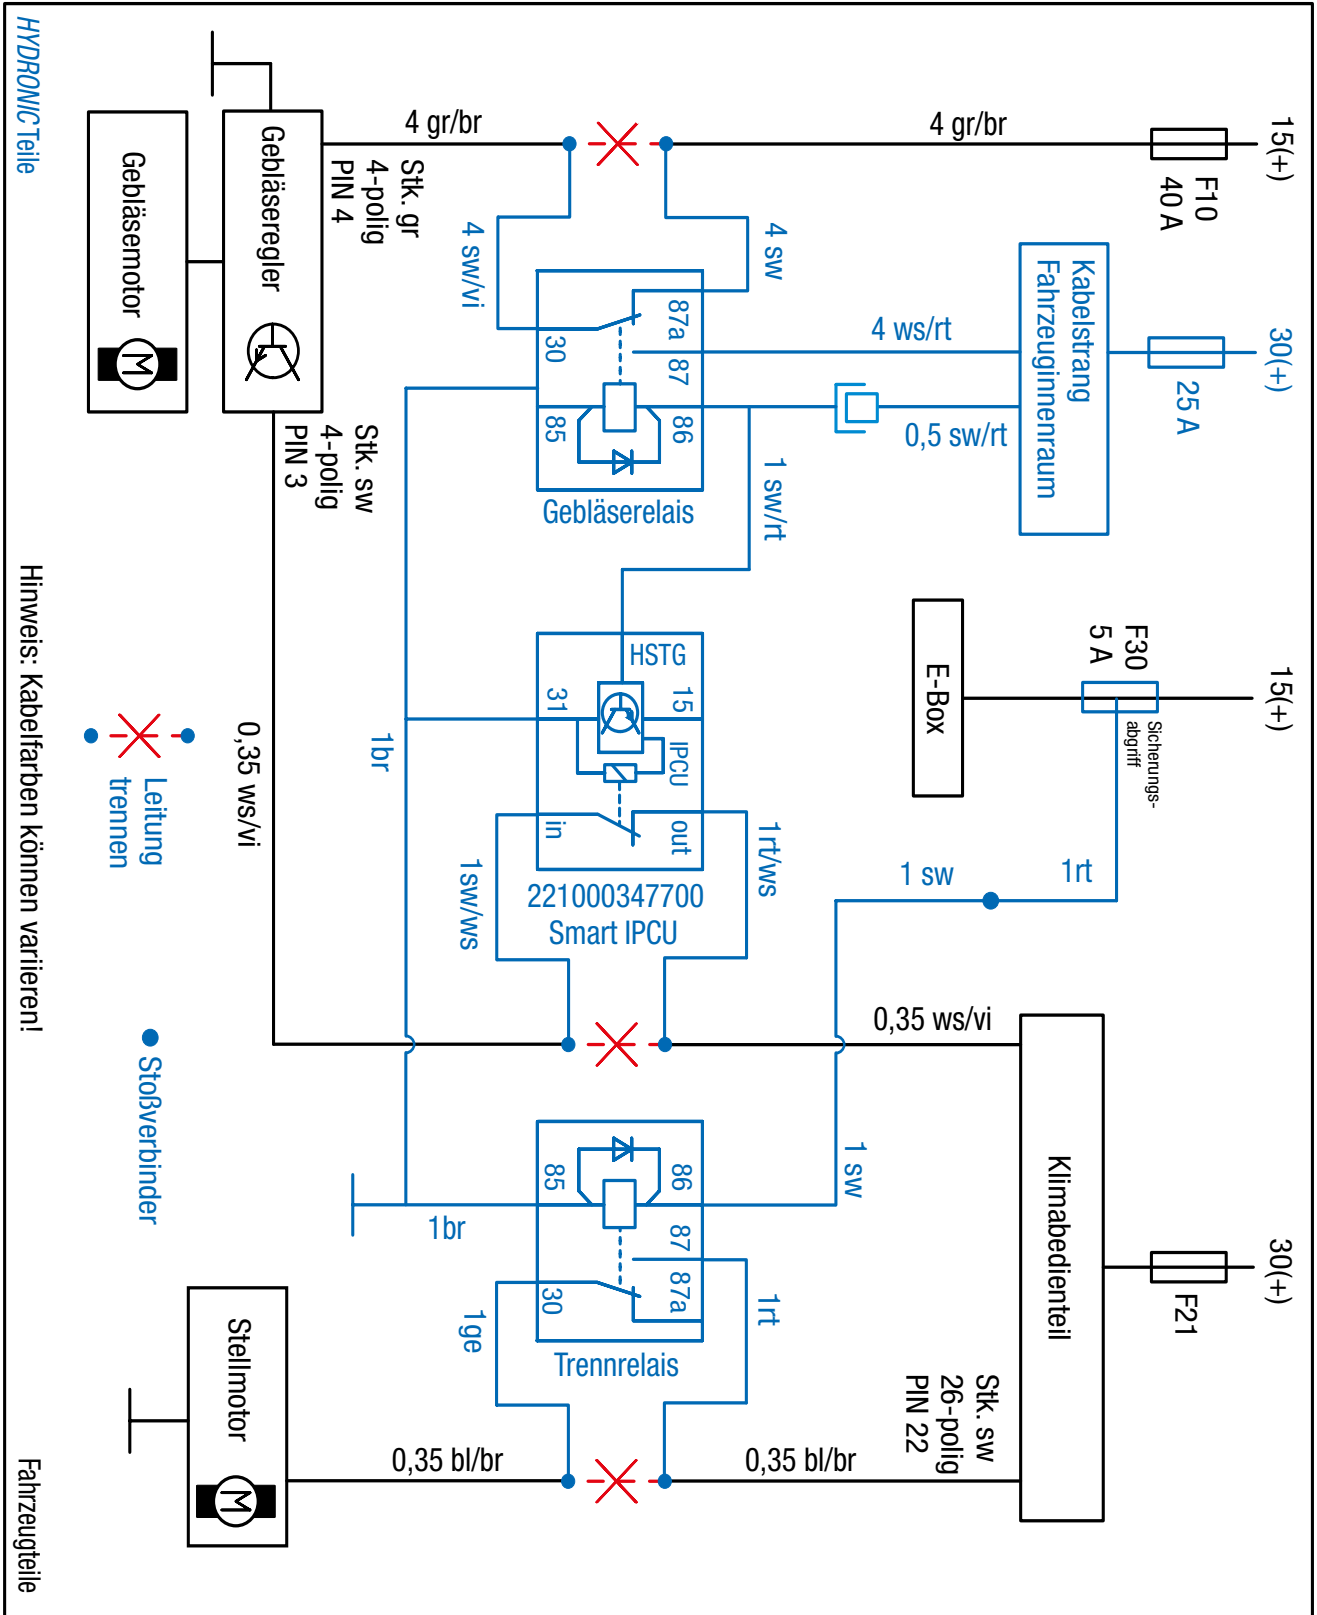 HYDRONIC Teile
Fahrzeugteile
15(+)
F10
40 A
4 gr/br
4 gr/br
Stk. gr
4-polig
PIN 4
Gebläseregler
Gebläsemotor
M
Stk. sw
4-polig
PIN 3
30(+)
25 A
Kabelstrang
Fahrzeuginnenraum
4 ws/rt
0,5 sw/rt
4 sw
4 sw/vi
87a
30
87
86
85
Gebläserelais
1 sw/rt
15(+)
F30
5 A
Sicherungs-
abgriff
E-Box
1rt
1 sw
HSTG
15
31
IPCU
out
in
221000347700
Smart IPCU
1rt/ws
1sw/ws
1br
0,35 ws/vi
0,35 ws/vi
30(+)
F21
Klimabedienteil
Stk. sw
26-polig
PIN 22
1 sw
86
85
87
87a
30
Trennrelais
1br
1rt
1ge
0,35 bl/br
0,35 bl/br
Stellmotor
M
Leitung
trennen
Stoßverbinder
Hinweis: Kabelfarben können variieren!